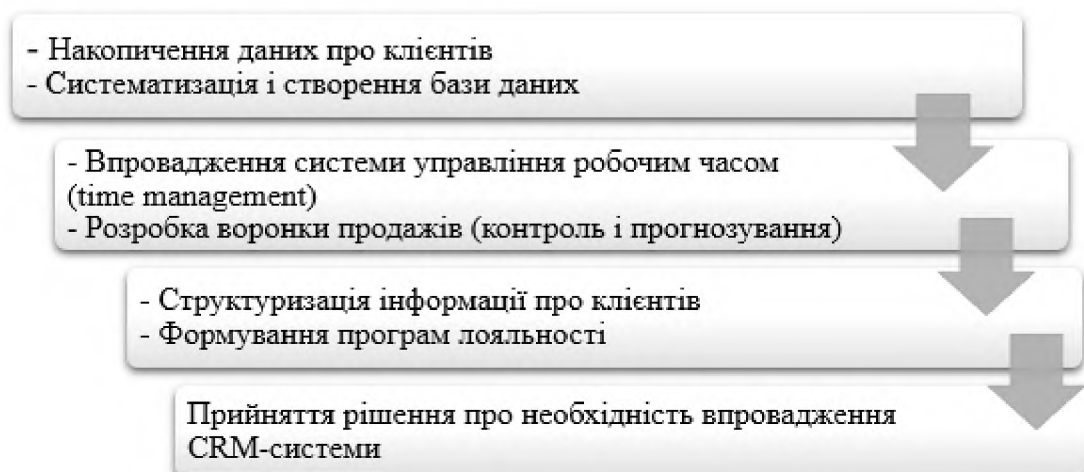 - Накопичення даних про клієнтів
- Систематизація і створення бази даних
- Впровадження системи управління робочим часом
(time management)
- Розробка воронки продажів (контроль і прогнозування)
- Структуризація інформації про клієнтів
- Формування програм лояльності
Прийняття рішення про необхідність впровадження
CRM-системи